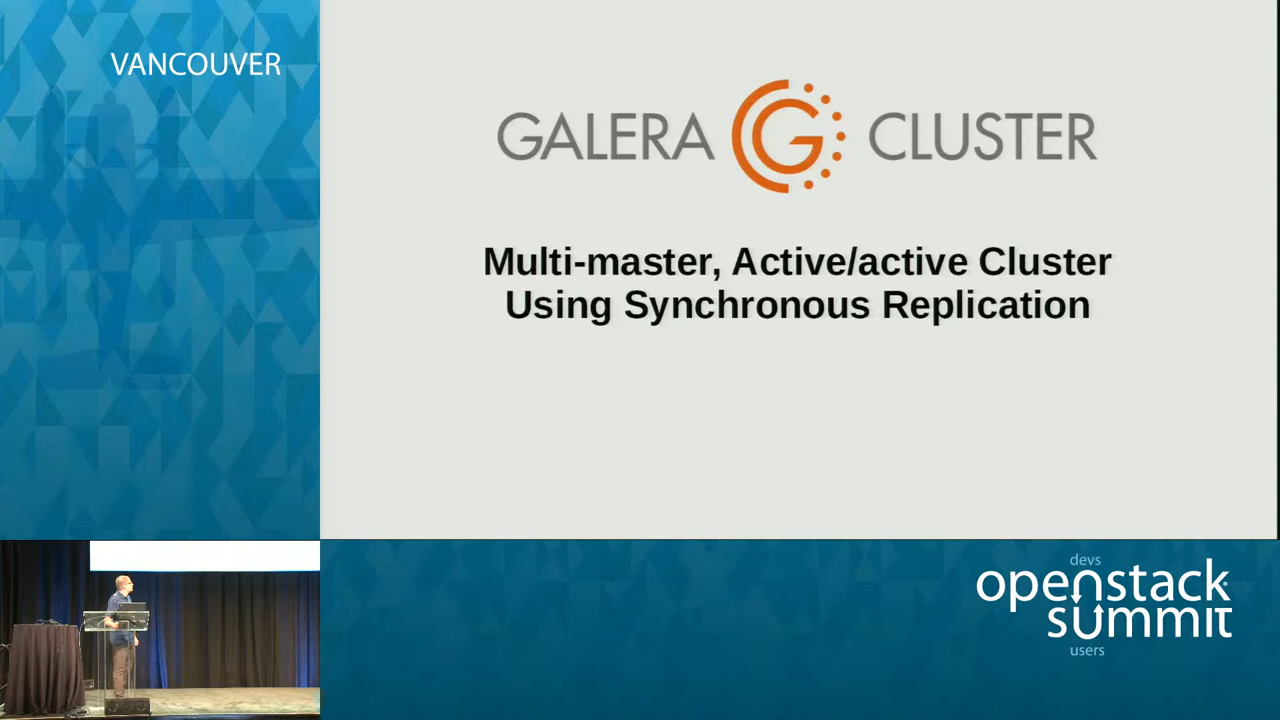 VANCOUVER
GALERA CLUSTER
Multi-master, Active/active Cluster
Using Synchronous Replication
devs
openstack
summit
users